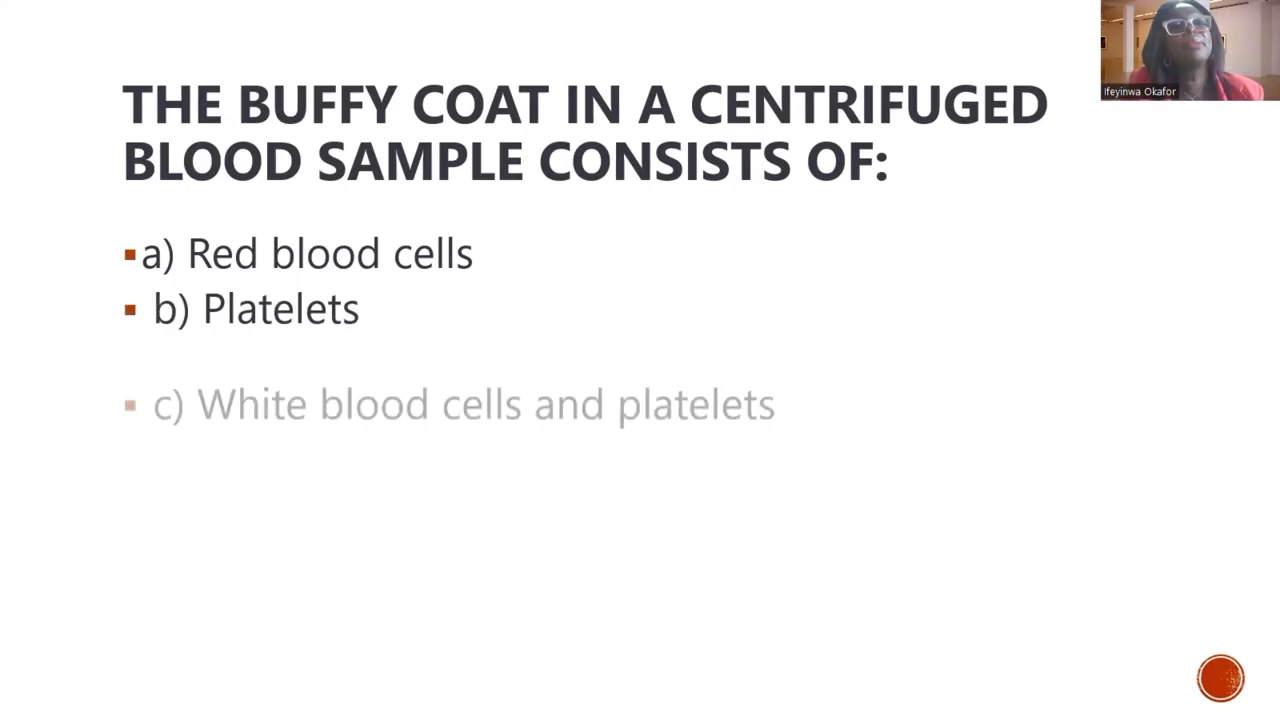 Ifeyinwa Okafor
THE BUFFY COAT IN A CENTRIFUGED
BLOOD SAMPLE CONSISTS OF:
a) Red blood cells
b) Platelets
c) White blood cells and platelets